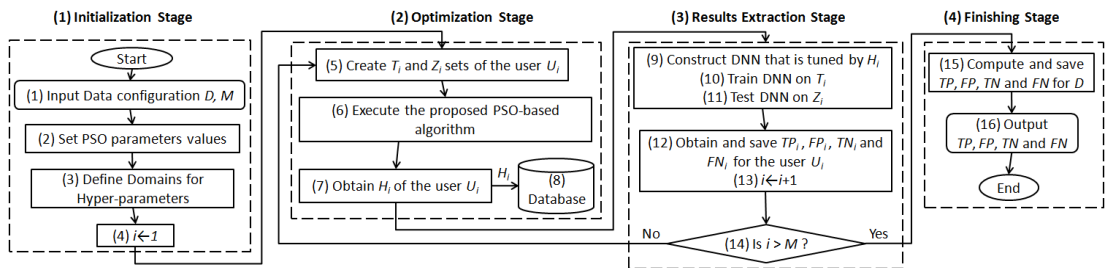 (1) Initialization Stage
Start
(1) Input Data configuration D, M
(2) Set PSO parameters values
(3) Define Domains for
Hyper-parameters
(4) i←1
(2) Optimization Stage
(5) Create Ti and Zi sets of the user Ui
(6) Execute the proposed PSO-based
algorithm
(7) Obtain Hi of the user Ui
Hi
(8)
Database
(3) Results Extraction Stage
(9) Construct DNN that is tuned by Hi
(10) Train DNN on Ti
(11) Test DNN on Zi
(12) Obtain and save TPi , FPi , TNi and
FNi for the user Ui
(13) i←i+1
No
(14) Is i > M ?
Yes
(4) Finishing Stage
(15) Compute and save
TP, FP, TN and FN for D
(16) Output
TP, FP, TN and FN
End